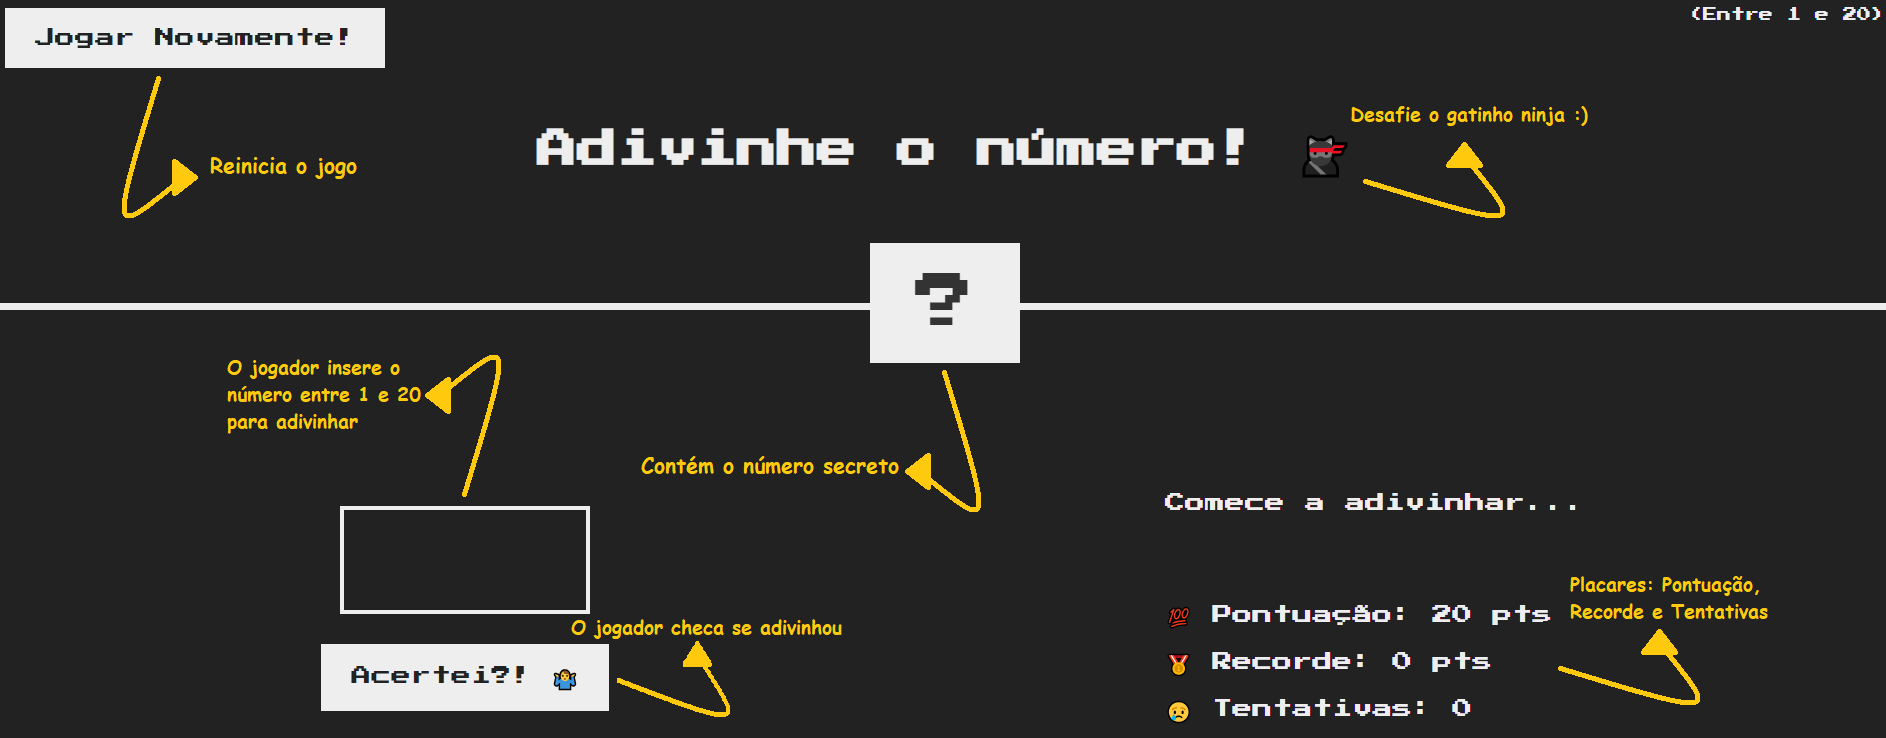 Jogar Novamente!
(Entre 1 e 20)
Reinicia o jogo
Adivinhe o número!
Desafie o gatinho ninja :)
?
O jogador insere o
número entre 1 e 20
para adivinhar
Contém o número secreto
Comece a adivinhar...
O jogador checa se adivinhou
Acertei?! 🤷‍♂️
Placares: Pontuação,
Recorde e Tentativas
💯 Pontuação: 20 pts
🏅 Recorde: 0 pts
😢 Tentativas: 0